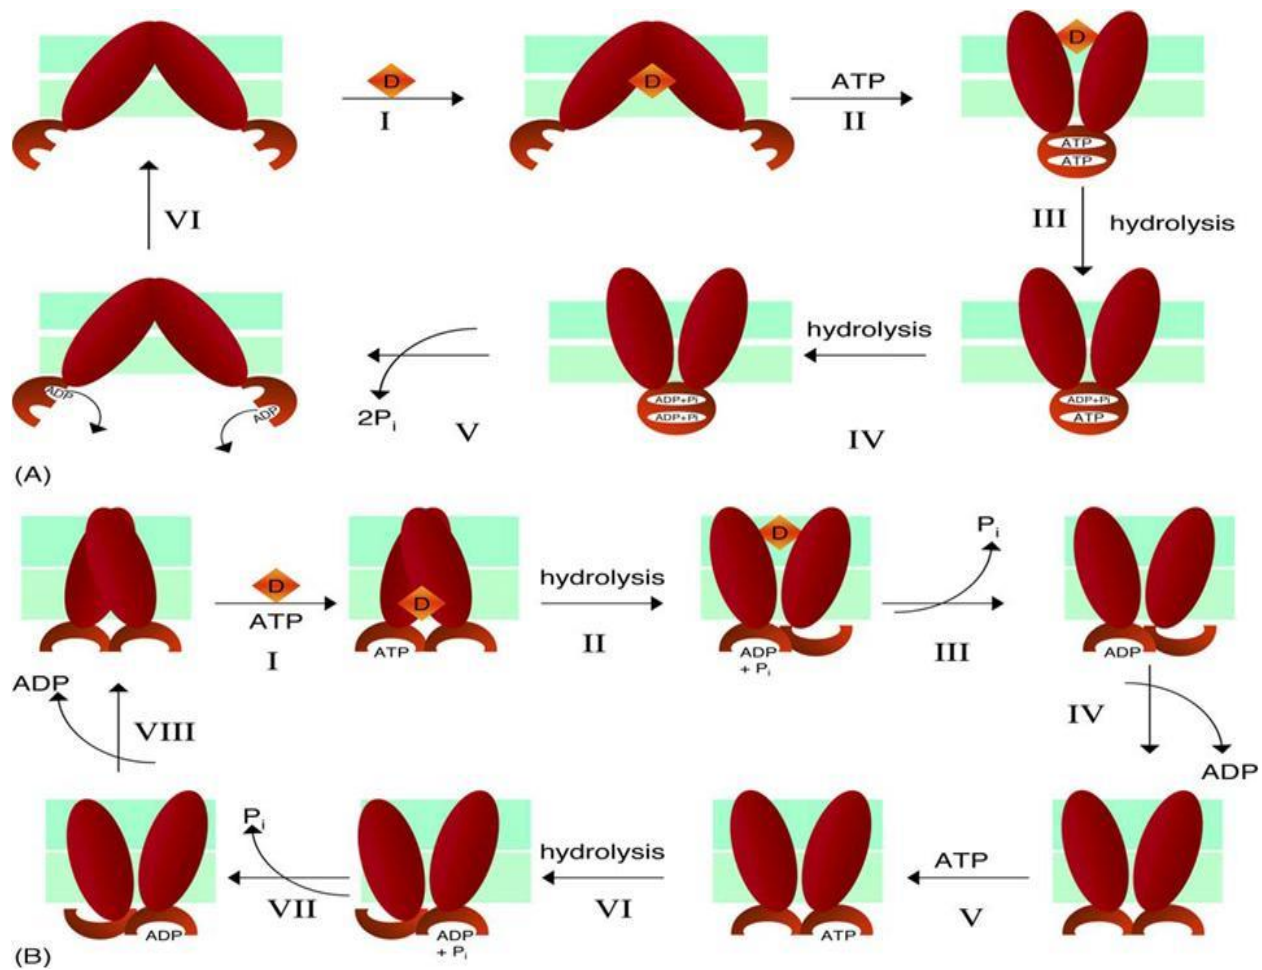 D
I
D
ATP
II
D
ATP
ATP
III
hydrolysis
ADP+Pi
ATP
hydrolysis
IV
ADP+Pi
ADP+Pi
2Pi
V
ADP
ADP
VI
(A)
D
ATP
I
D
ATP
hydrolysis
II
D
ADP
+ Pi
Pi
III
ADP
IV
ADP
ATP
V
ATP
hydrolysis
VI
ADP
+ Pi
Pi
VII
ADP
ADP
VIII
(B)